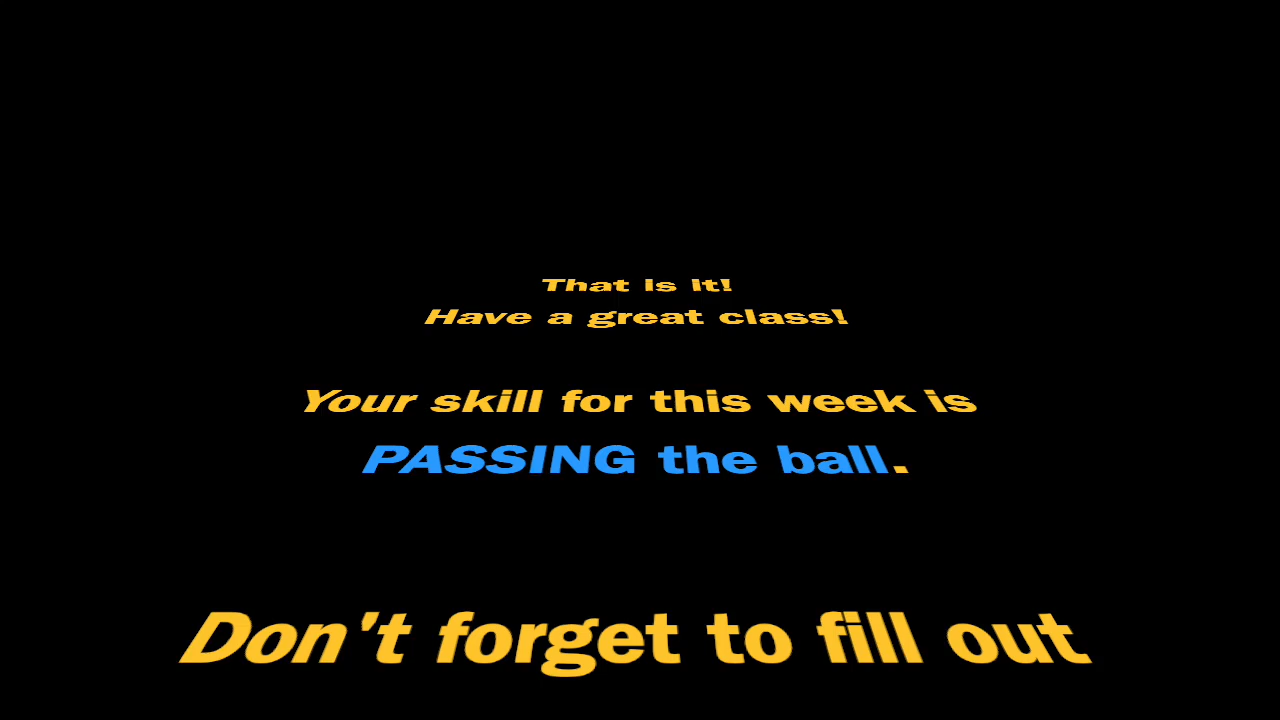 That is it!
Have a great class!
Your skill for this week is
PASSING the ball.
Don't forget to fill out